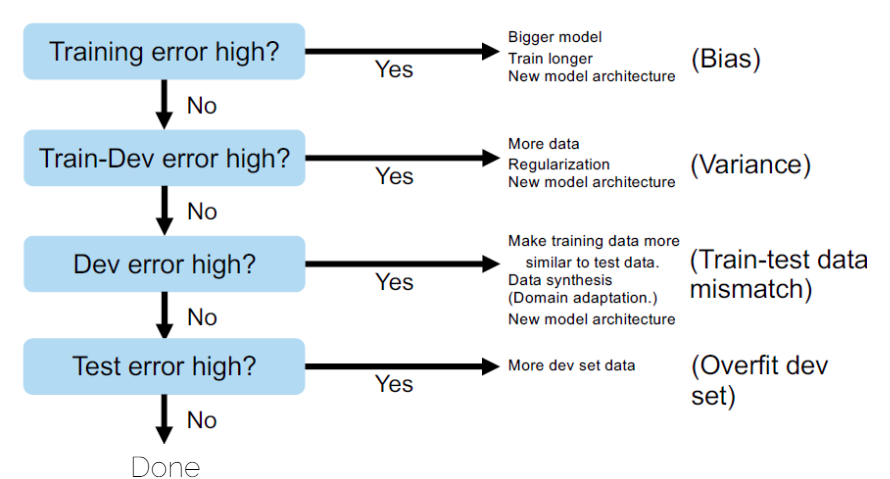 Training error high?
Yes
Bigger model
Train longer
New model architecture
(Bias)
No
Train-Dev error high?
Yes
More data
Regularization
New model architecture
(Variance)
No
Dev error high?
Yes
Make training data more
similar to test data.
Data synthesis
(Domain adaptation.)
New model architecture
(Train-test data
mismatch)
No
Test error high?
Yes
More dev set data
(Overfit dev
set)
No
Done